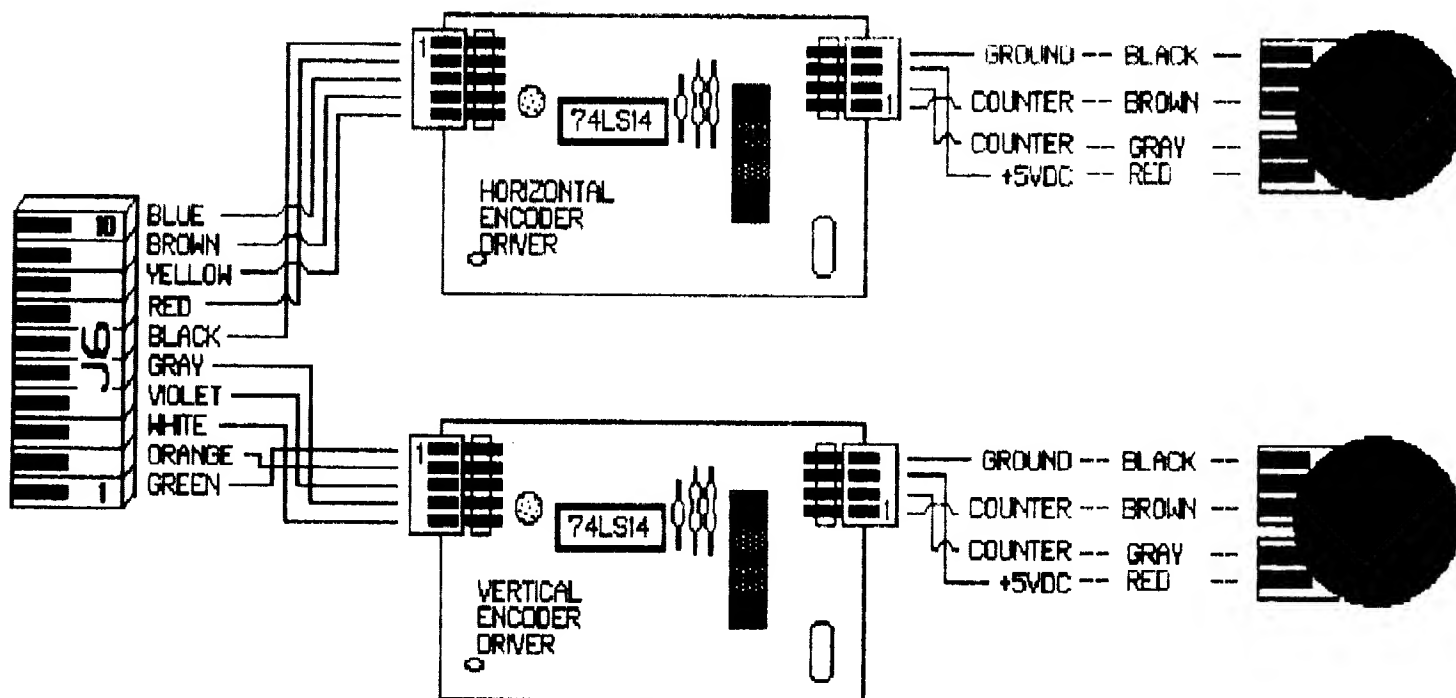 1
74LS14
HORIZONTAL
ENCODER
DRIVER
1
GROUND -- BLACK --
COUNTER -- BROWN --
COUNTER -- GRAY --
+5VDC -- RED --
10
J6
1
BLUE
BROWN
YELLOW
RED
BLACK
GRAY
VIOLET
WHITE
ORANGE
GREEN
1
74LS14
VERTICAL
ENCODER
DRIVER
1
GROUND -- BLACK --
COUNTER -- BROWN --
COUNTER -- GRAY --
+5VDC -- RED --